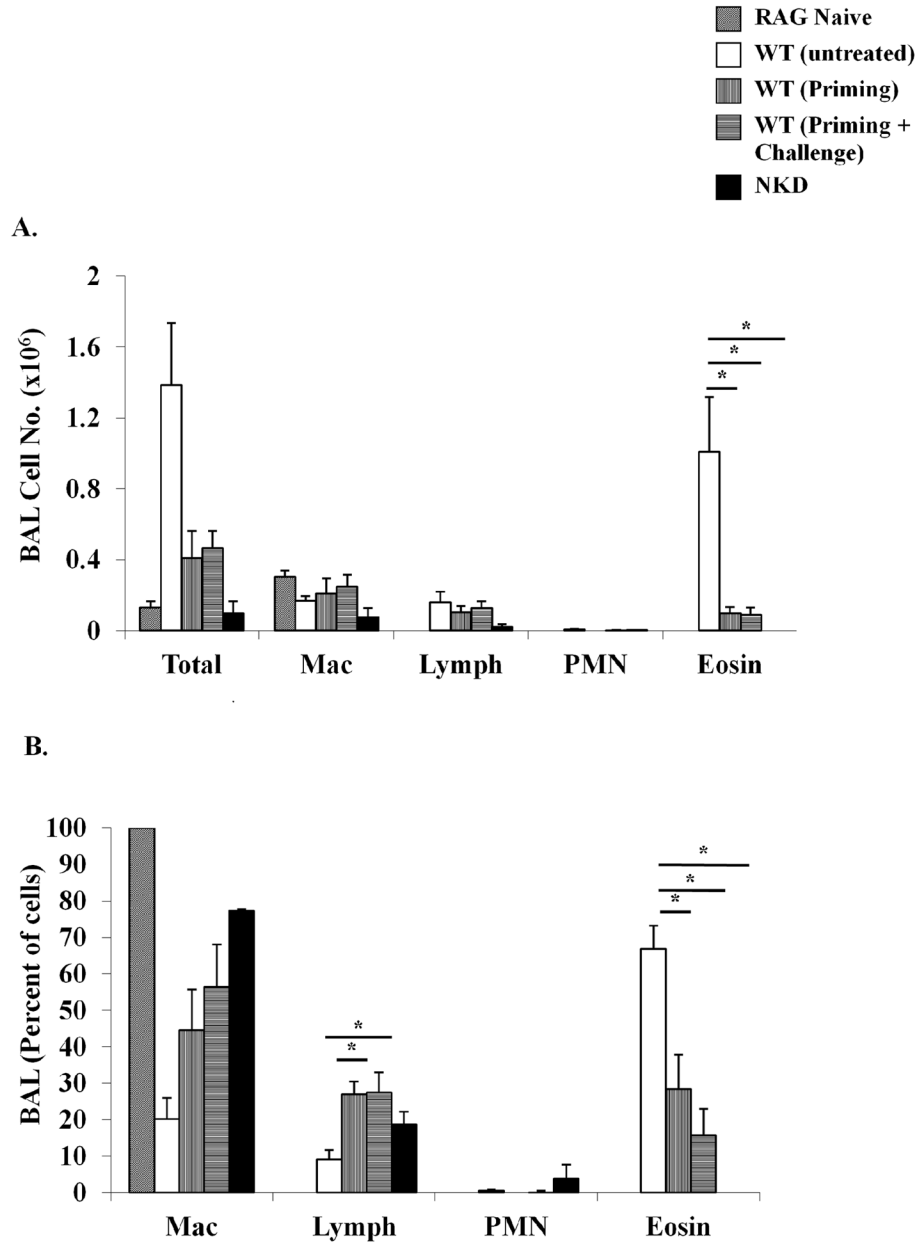 RAG Naive
WT (untreated)
WT (Priming)
WT (Priming +
Challenge)
NKD
A.
BAL Cell No. (x10⁶)
2
1.6
1.2
0.8
0.4
0
*
*
*
Total Mac Lymph PMN Eosin
B.
BAL (Percent of cells)
100
90
80
70
60
50
40
30
20
10
0
*
*
*
*
*
Mac Lymph PMN Eosin